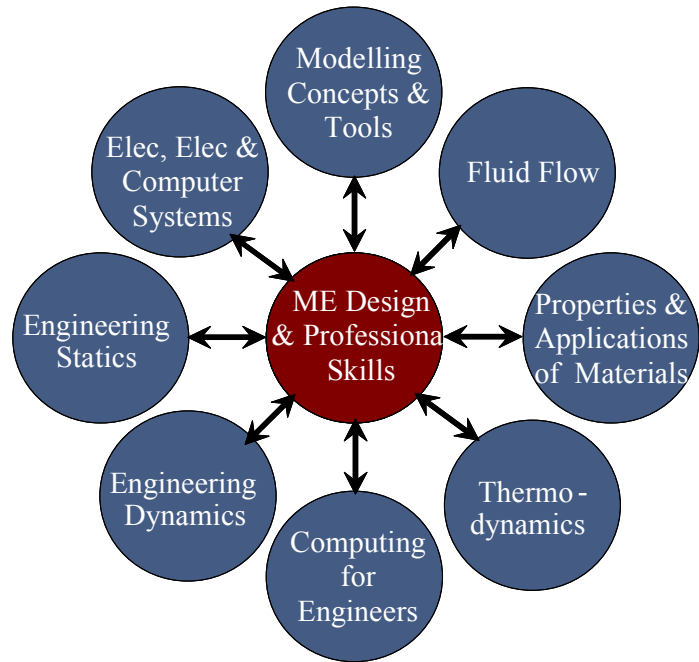 Modelling
Concepts &
Tools
Elec, Elec &
Computer
Systems
Fluid Flow
Engineering
Statics
ME Design
& Professiona
Skills
Properties &
Applications
of Materials
Engineering
Dynamics
Thermo-
dynamics
Computing
for
Engineers